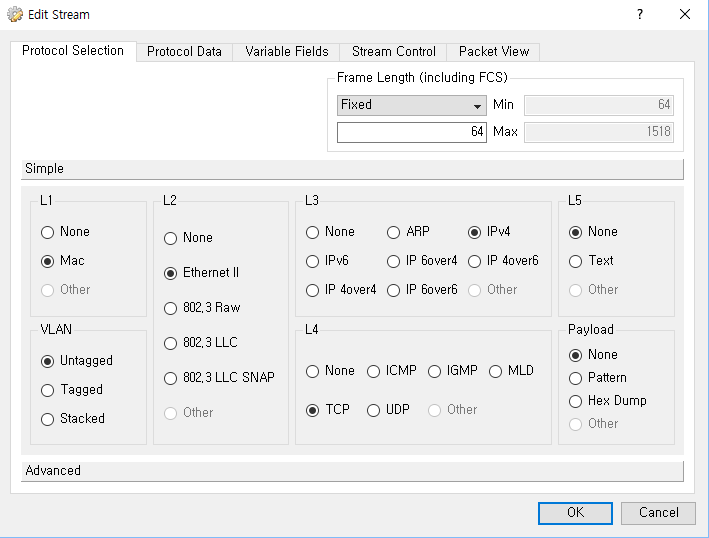 Edit Stream
? ✕
Protocol Selection Protocol Data Variable Fields Stream Control Packet View
Frame Length (including FCS)
Fixed Min 64
64 Max 1518
Simple
L1
None
Mac
Other
VLAN
Untagged
Tagged
Stacked
L2
None
Ethernet II
802.3 Raw
802.3 LLC
802.3 LLC SNAP
Other
L3
None ARP IPv4
IPv6 IP 6over4 IP 4over6
IP 4over4 IP 6over6 Other
L4
None ICMP IGMP MLD
TCP UDP Other
L5
None
Text
Other
Payload
None
Pattern
Hex Dump
Other
Advanced
OK Cancel